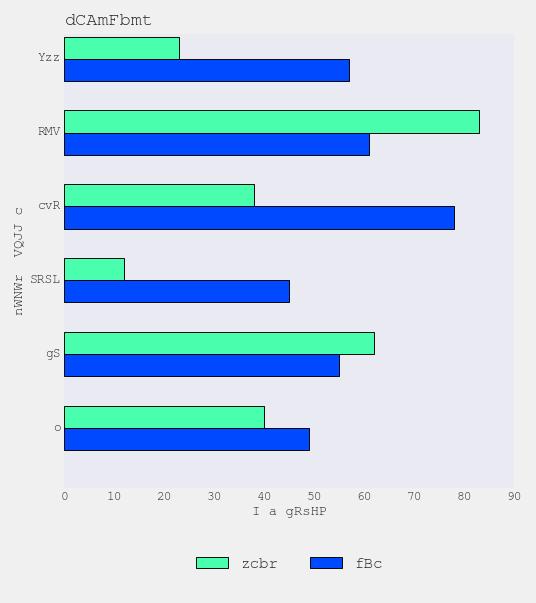 dCAmFbmt
Yzz
RMV
cvR
SRSL
gS
o
nWNWr  VQJJ c
0 10 20 30 40 50 60 70 80 90
I a gRsHP
zcbr fBc